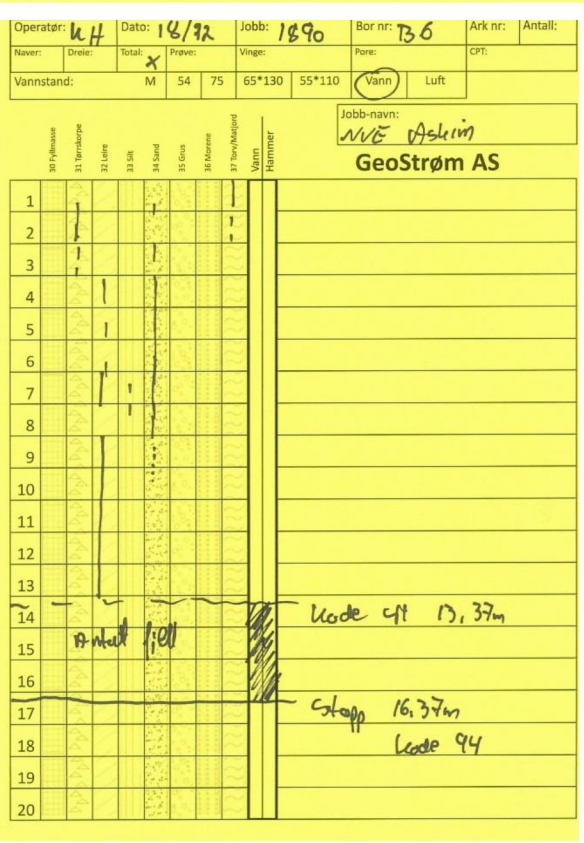 Operatør: KH Dato: 18/12 Jobb: 1890 Bor nr: B6 Ark nr: Antall:
Naver: Dreie: Total: x Prøve: Vinge: Pore: CPT:
Vannstand: M 54 75 65*130 55*110 Vann Luft
Jobb-navn:
NVE Askim
GeoStrøm AS
30 Fyllmasse
31 Tørrskorpe
32 Leire
33 Silt
34 Sand
35 Grus
36 Morene
37 Torv/Matjord
Vann
Hammer
1
2
3
4
5
6
7
8
9
10
11
12
13
14 Kode 13,37m
Antatt fjell
15
16
Stopp 16,37m
17
Kode 94
18
19
20